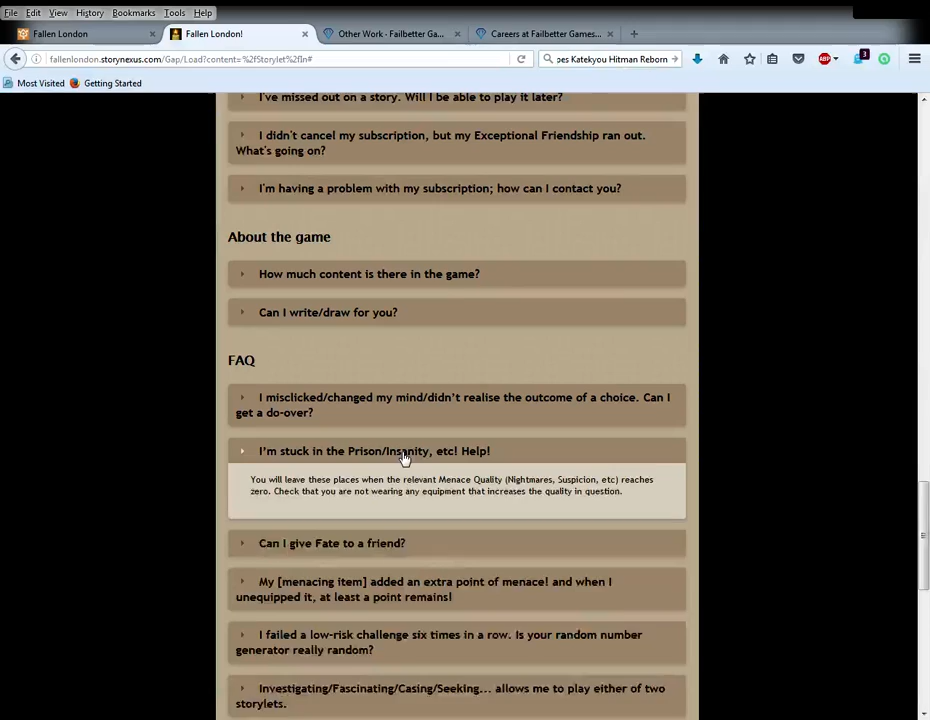 File Edit View History Bookmarks Tools Help
Fallen London
Fallen London!
Other Work - Failbetter Ga...
Careers at Failbetter Games...
fallenlondon.storynexus.com/Gap/Load?content=%2fStorylet%2fIn#
pes Katekyou Hitman Reborn
ABP
3
Most Visited Getting Started
I've missed out on a story. Will I be able to play it later?
I didn't cancel my subscription, but my Exceptional Friendship ran out.
What's going on?
I'm having a problem with my subscription; how can I contact you?
About the game
How much content is there in the game?
Can I write/draw for you?
FAQ
I misclicked/changed my mind/didn't realise the outcome of a choice. Can I
get a do-over?
I'm stuck in the Prison/Insanity, etc! Help!
You will leave these places when the relevant Menace Quality (Nightmares, Suspicion, etc) reaches
zero. Check that you are not wearing any equipment that increases the quality in question.
Can I give Fate to a friend?
My [menacing item] added an extra point of menace! and when I
unequipped it, at least a point remains!
I failed a low-risk challenge six times in a row. Is your random number
generator really random?
Investigating/Fascinating/Casing/Seeking... allows me to play either of two
storylets.